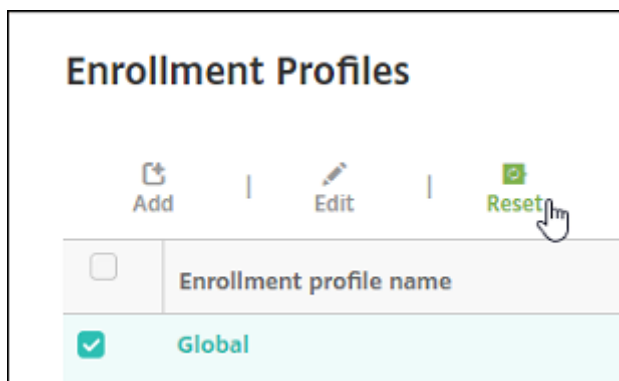 Enrollment Profiles
Add | Edit | Reset
Enrollment profile name
Global